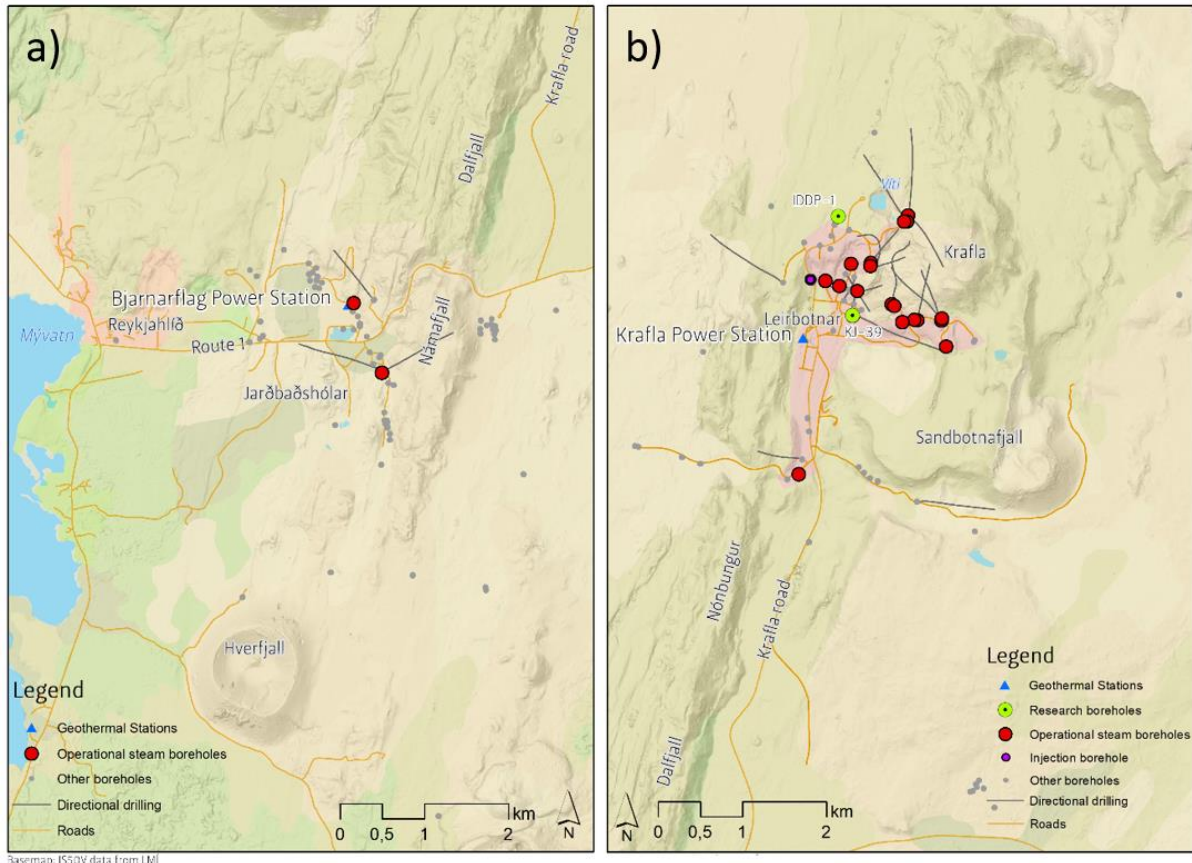 a)
Krafla road
Dalfjall
Bjarnarflag Power Station
Mývatn
Reykjahlíð
Route 1
Námafjall
Jarðbaðshólar
Hverfjall
Legend
Geothermal Stations
Operational steam boreholes
Other boreholes
Directional drilling
Roads
km
0 0,5 1 2
N
Basemap: IS50V data from LMÍ
b)
Víti
IDDP-1
Krafla
Leirbotnar
KJ-39
Krafla Power Station
Sandbotnafjall
Nónbungur
Krafla road
Dalfjall
Legend
Geothermal Stations
Research boreholes
Operational steam boreholes
Injection borehole
Other boreholes
Directional drilling
Roads
km
0 0,5 1 2
N